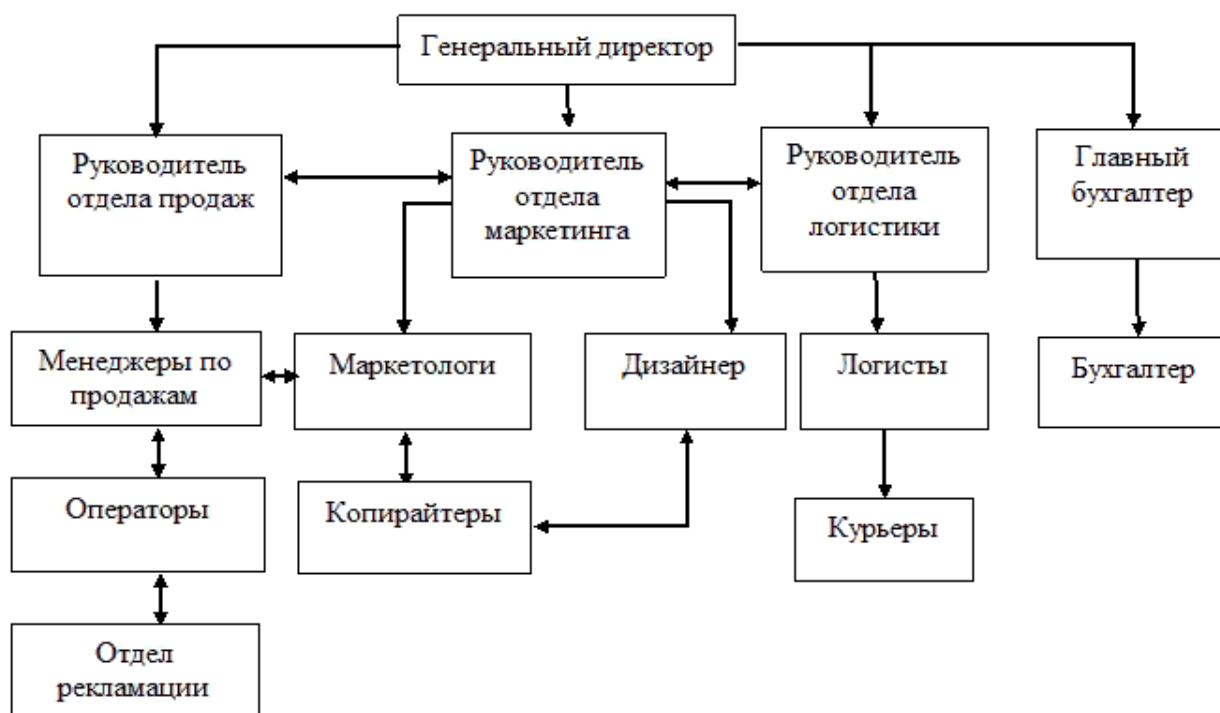 Генеральный директор
Руководитель
отдела продаж
Руководитель
отдела
маркетинга
Руководитель
отдела
логистики
Главный
бухгалтер
Менеджеры по
продажам
Маркетологи
Дизайнер
Логисты
Бухгалтер
Операторы
Копирайтеры
Курьеры
Отдел
рекламации